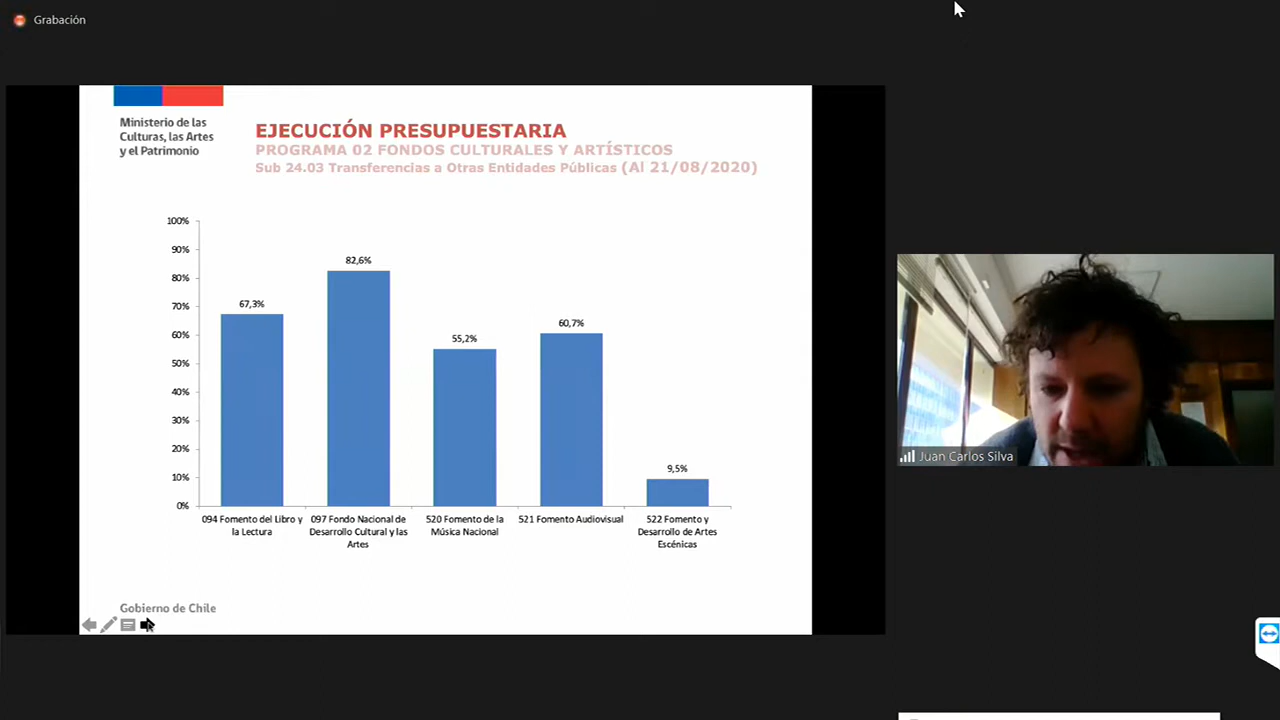 Grabación
Ministerio de las
Culturas, las Artes
y el Patrimonio
EJECUCIÓN PRESUPUESTARIA
PROGRAMA 02 FONDOS CULTURALES Y ARTÍSTICOS
Sub 24.03 Transferencias a Otras Entidades Públicas (Al 21/08/2020)
100%
90%
80%
70%
60%
50%
40%
30%
20%
10%
0%
67,3%
82,6%
55,2%
60,7%
9,5%
094 Fomento del Libro y
la Lectura
097 Fondo Nacional de
Desarrollo Cultural y las
Artes
520 Fomento de la
Música Nacional
521 Fomento Audiovisual
522 Fomento y
Desarrollo de Artes
Escénicas
Gobierno de Chile
Juan Carlos Silva